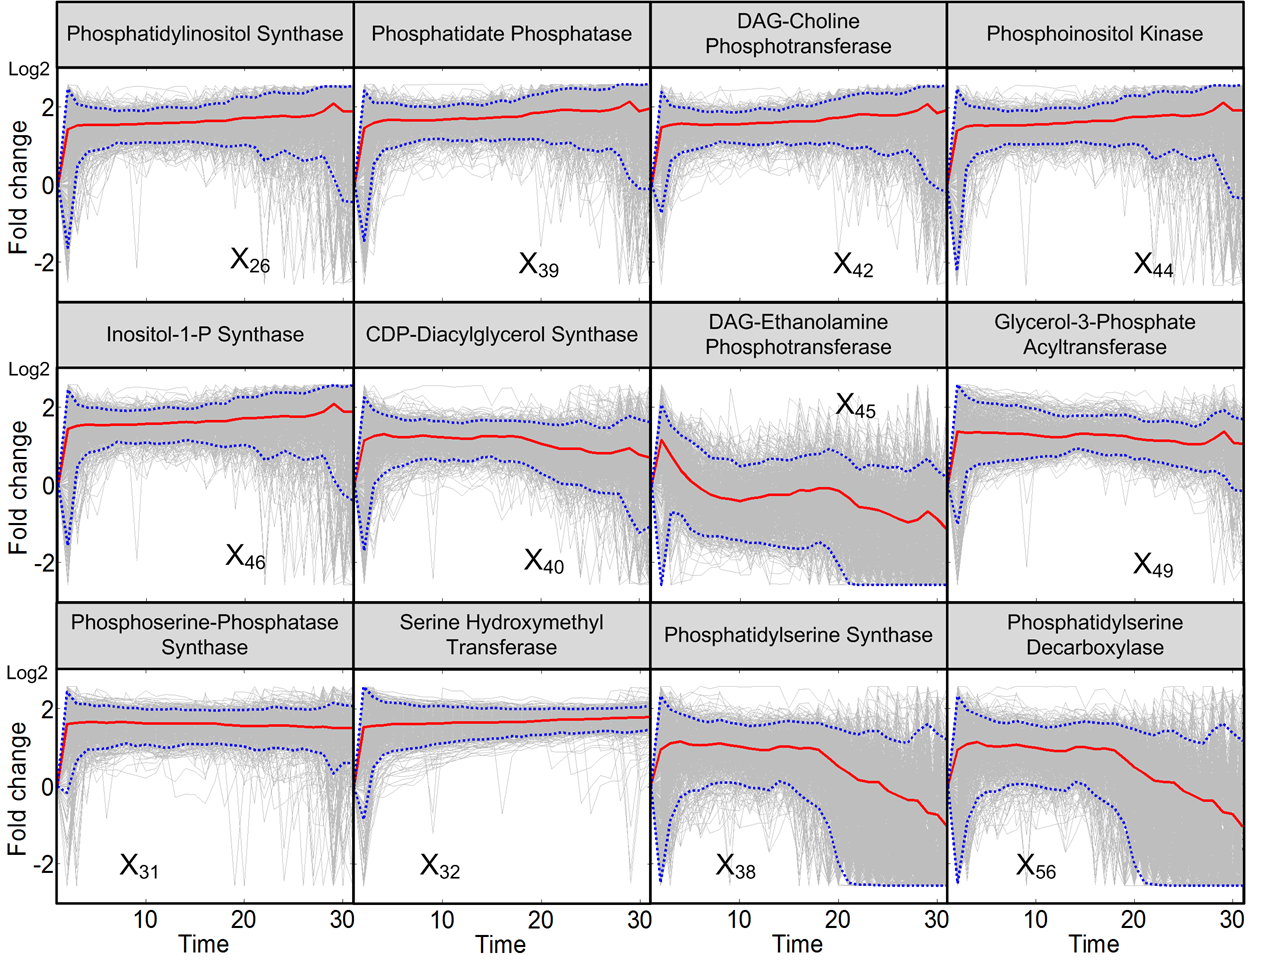 Phosphatidylinositol Synthase
Phosphatidate Phosphatase
DAG-Choline
Phosphotransferase
Phosphoinositol Kinase
Log2
Fold change
2
0
-2
X26
X39
X42
X44
Inositol-1-P Synthase
CDP-Diacylglycerol Synthase
DAG-Ethanolamine
Phosphotransferase
Glycerol-3-Phosphate
Acyltransferase
Log2
Fold change
2
0
-2
X46
X40
X45
X49
Phosphoserine-Phosphatase
Synthase
Serine Hydroxymethyl
Transferase
Phosphatidylserine Synthase
Phosphatidylserine
Decarboxylase
Log2
Fold change
2
0
-2
X31
X32
X38
X56
10 20 30
10 20 30
10 20 30
10 20 30
Time
Time
Time
Time